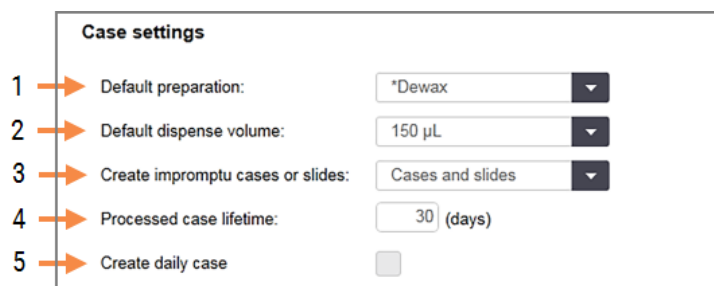 Case settings
1 Default preparation: *Dewax
2 Default dispense volume: 150 µL
3 Create impromptu cases or slides: Cases and slides
4 Processed case lifetime: 30 (days)
5 Create daily case